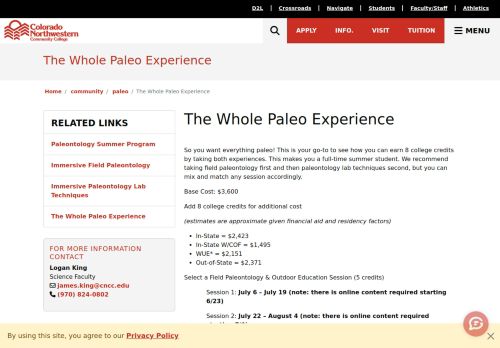 D2L | Crossroads | Navigate | Students | Faculty/Staff | Athletics
Colorado
Northwestern
Community College
APPLY INFO. VISIT TUITION MENU
The Whole Paleo Experience
Home / community / paleo / The Whole Paleo Experience
RELATED LINKS
Paleontology Summer Program
Immersive Field Paleontology
Immersive Paleontology Lab
Techniques
The Whole Paleo Experience
FOR MORE INFORMATION
CONTACT
Logan King
Science Faculty
james.king@cncc.edu
(970) 824-0802
The Whole Paleo Experience
So you want everything paleo! This is your go-to to see how you can earn 8 college credits
by taking both experiences. This makes you a full-time summer student. We recommend
taking field paleontology first and then paleontology lab techniques second, but you can
mix and match any session accordingly.
Base Cost: $3,600
Add 8 college credits for additional cost
(estimates are approximate given financial aid and residency factors)
• In-State = $2,423
• In-State W/COF = $1,495
• WUE* = $2,151
• Out-of-State = $2,371
Select a Field Paleontology & Outdoor Education Session (5 credits)
Session 1: July 6 – July 19 (note: there is online content required starting
6/23)
Session 2: July 22 – August 4 (note: there is online content required
By using this site, you agree to our Privacy Policy